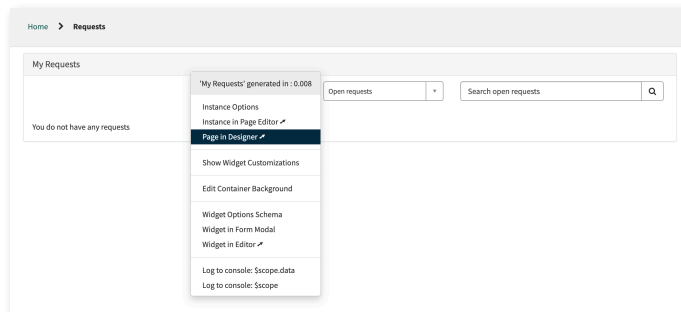 Home > Requests
My Requests
'My Requests' generated in : 0.008
Open requests
Search open requests
Instance Options
Instance in Page Editor ➚
You do not have any requests
Page in Designer ➚
Show Widget Customizations
Edit Container Background
Widget Options Schema
Widget in Form Modal
Widget in Editor ➚
Log to console: $scope.data
Log to console: $scope